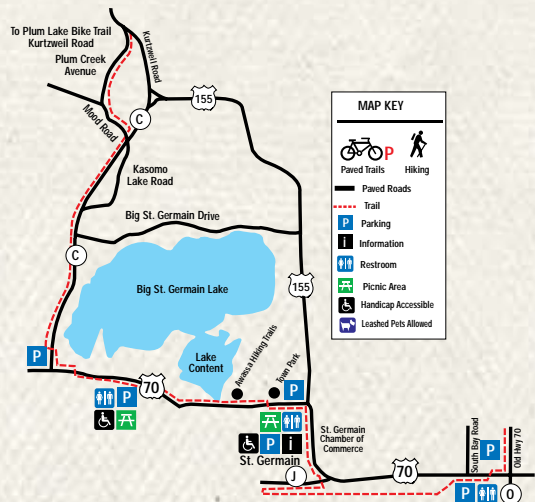 To Plum Lake Bike Trail
Kurtzweil Road
Plum Creek
Avenue
Kurtzweil Road
155
C
Mood Road
Kasomo
Lake Road
Big St. Germain Drive
C
Big St. Germain Lake
155
Lake
Content
Awassa Hiking Trails
Town Park
P
70
P
P
P
i
St. Germain
St. Germain
Chamber of
Commerce
J
70
South Bay Road
P
Old Hwy 70
P
O
MAP KEY
P
Paved Trails
Hiking
Paved Roads
Trail
P
Parking
i
Information
Restroom
Picnic Area
Handicap Accessible
Leashed Pets Allowed
P